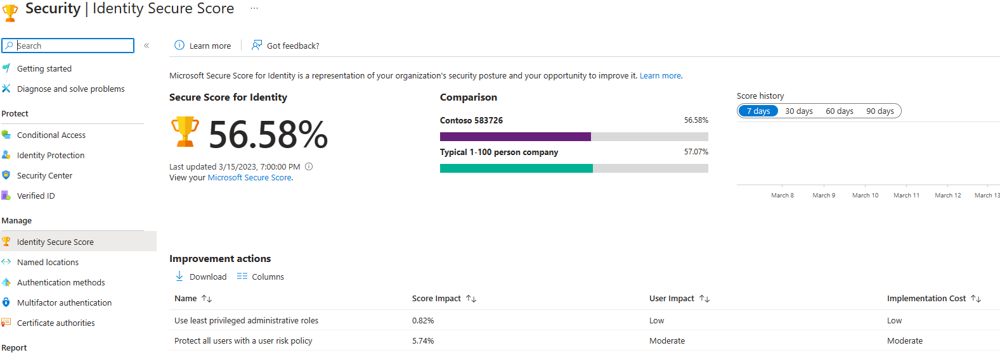 Security | Identity Secure Score ...
Search «
Getting started
Diagnose and solve problems
Protect
Conditional Access
Identity Protection
Security Center
Verified ID
Manage
Identity Secure Score
Named locations
Authentication methods
Multifactor authentication
Certificate authorities
Report
Learn more | Got feedback?
Microsoft Secure Score for Identity is a representation of your organization's security posture and your opportunity to improve it. Learn more.
Secure Score for Identity
56.58%
Last updated 3/15/2023, 7:00:00 PM
View your Microsoft Secure Score.
Comparison
Contoso 583726 56.58%
Typical 1-100 person company 57.07%
Score history
7 days 30 days 60 days 90 days
March 8 March 9 March 10 March 11 March 12 March 13
Improvement actions
Download Columns
Name ↑↓ Score Impact ↑↓ User Impact ↑↓ Implementation Cost ↑↓
Use least privileged administrative roles 0.82% Low Low
Protect all users with a user risk policy 5.74% Moderate Moderate